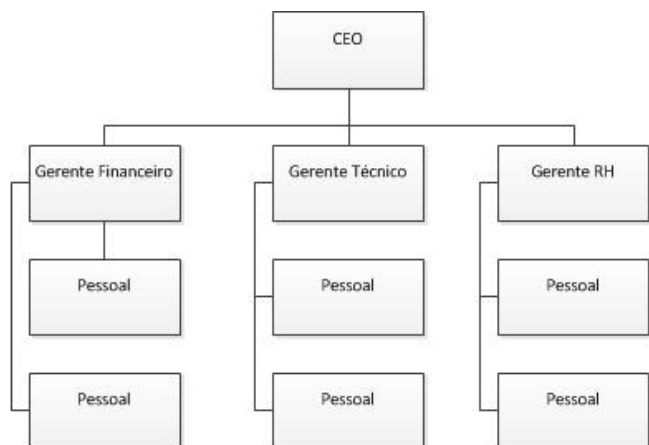 CEO
Gerente Financeiro
Gerente Técnico
Gerente RH
Pessoal
Pessoal
Pessoal
Pessoal
Pessoal
Pessoal